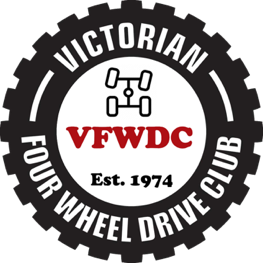 VICTORIAN
VFWDC
Est. 1974
FOUR WHEEL DRIVE CLUB